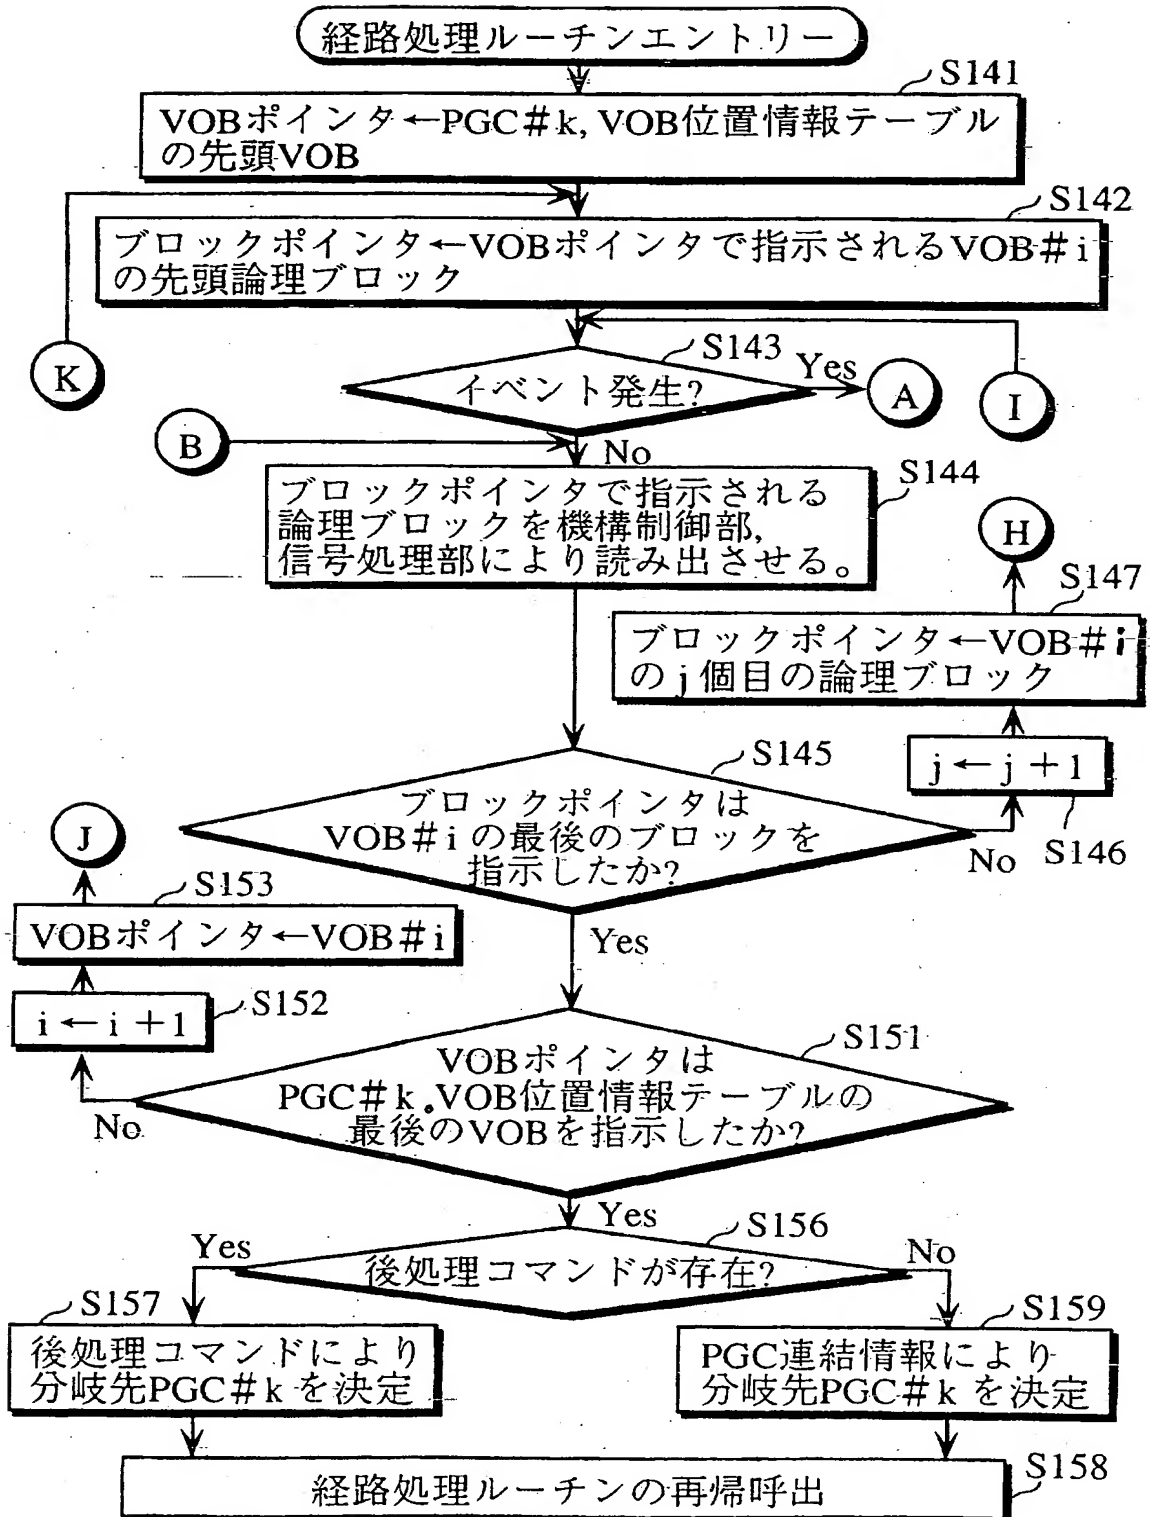 経路処理ルーチンエントリー
S141
VOBポインタ←PGC#k, VOB位置情報テーブル
の先頭VOB
S142
ブロックポインタ←VOBポインタで指示されるVOB#i
の先頭論理ブロック
K
S143
イベント発生?
Yes
A
I
B
No
S144
ブロックポインタで指示される
論理ブロックを機構制御部,
信号処理部により読み出させる。
H
S147
ブロックポインタ←VOB#i
のj個目の論理ブロック
j←j+1
S146
S145
ブロックポインタは
VOB#iの最後のブロックを
指示したか?
No
J
S153
VOBポインタ←VOB#i
Yes
S152
i←i+1
S151
VOBポインタは
PGC#k.VOB位置情報テーブルの
最後のVOBを指示したか?
No
Yes
S156
後処理コマンドが存在?
Yes
No
S157
後処理コマンドにより
分岐先PGC#kを決定
S159
PGC連結情報により
分岐先PGC#kを決定
S158
経路処理ルーチンの再帰呼出